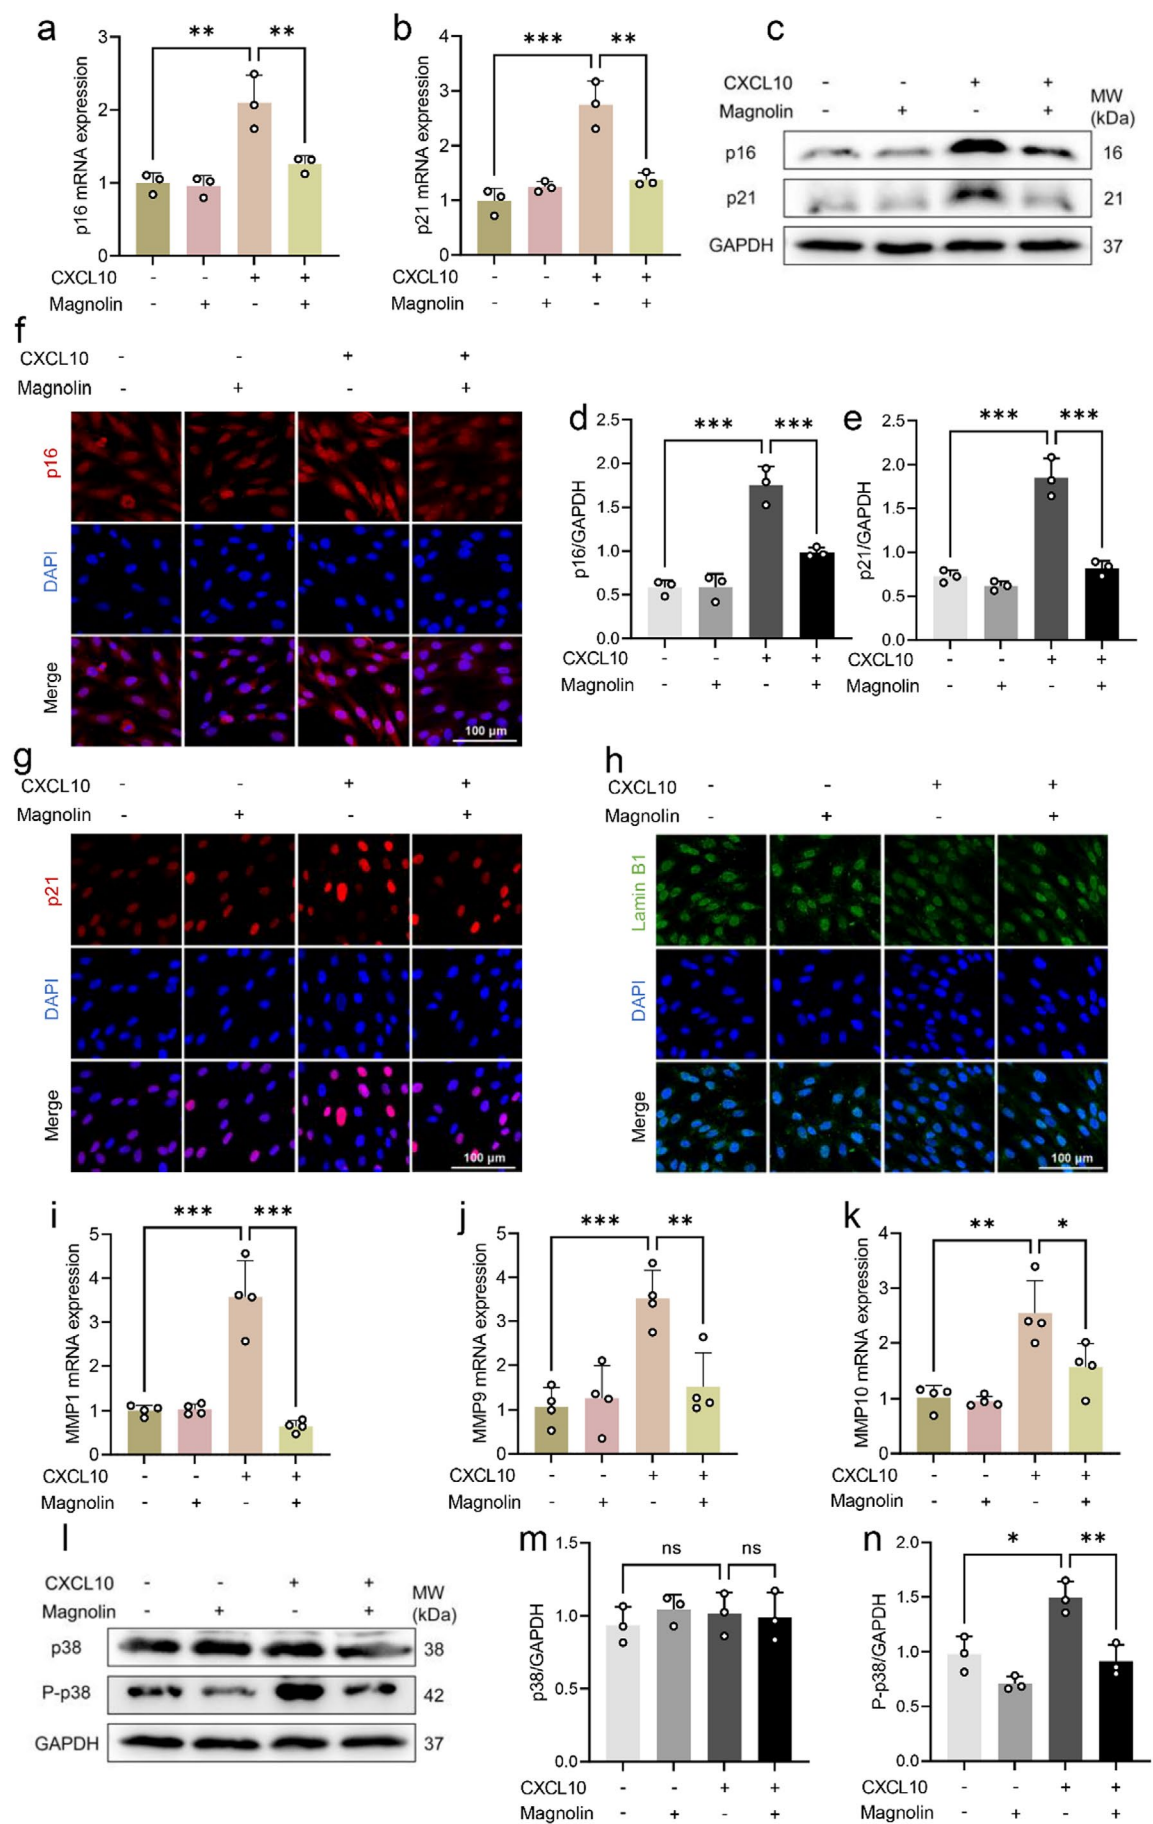 a
p16 mRNA expression
3
2
1
0
** **
CXCL10 - - + +
Magnolin - + - +
b
p21 mRNA expression
4
3
2
1
0
*** **
CXCL10 - - + +
Magnolin - + - +
c
CXCL10 - - + +
Magnolin - + - +
MW
(kDa)
p16 16
p21 21
GAPDH 37
f
CXCL10 - - + +
Magnolin - + - +
p16
DAPI
Merge
100 μm
d
p16/GAPDH
2.5
2.0
1.5
1.0
0.5
0.0
*** ***
CXCL10 - - + +
Magnolin - + - +
e
p21/GAPDH
2.5
2.0
1.5
1.0
0.5
0.0
*** ***
CXCL10 - - + +
Magnolin - + - +
g
CXCL10 - - + +
Magnolin - + - +
p21
DAPI
Merge
100 μm
h
CXCL10 - - + +
Magnolin - + - +
Lamin B1
DAPI
Merge
100 μm
i
MMP1 mRNA expression
5
4
3
2
1
0
*** ***
CXCL10 - - + +
Magnolin - + - +
j
MMP9 mRNA expression
5
4
3
2
1
0
*** **
CXCL10 - - + +
Magnolin - + - +
k
MMP10 mRNA expression
4
3
2
1
0
** *
CXCL10 - - + +
Magnolin - + - +
l
CXCL10 - - + +
Magnolin - + - +
MW
(kDa)
p38 38
P-p38 42
GAPDH 37
m
p38/GAPDH
1.5
1.0
0.5
0.0
ns ns
CXCL10 - - + +
Magnolin - + - +
n
P-p38/GAPDH
2.0
1.5
1.0
0.5
0.0
* **
CXCL10 - - + +
Magnolin - + - +